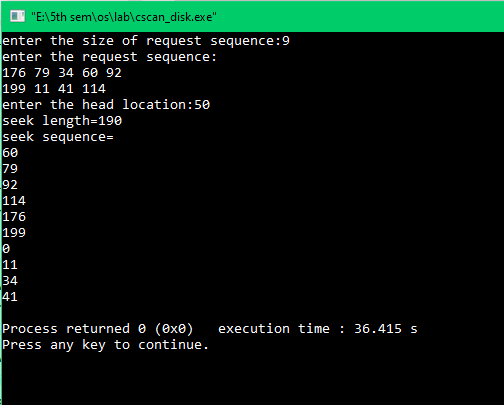 "E:\5th sem\os\lab\cscan_disk.exe"
enter the size of request sequence:9
enter the request sequence:
176 79 34 60 92
199 11 41 114
enter the head location:50
seek length=190
seek sequence=
60
79
92
114
176
199
0
11
34
41
Process returned 0 (0x0)   execution time : 36.415 s
Press any key to continue.